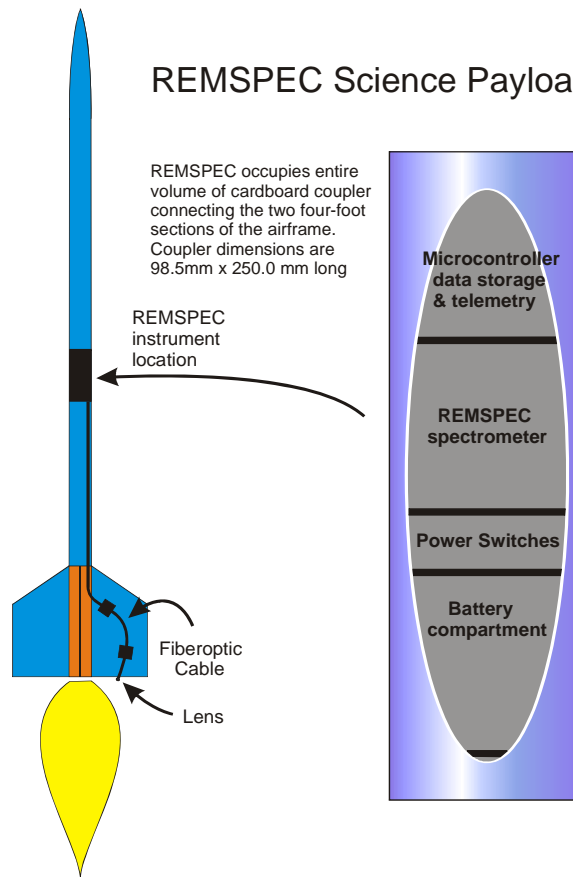 REMSPEC Science Payloa
REMSPEC occupies entire
volume of cardboard coupler
connecting the two four-foot
sections of the airframe.
Coupler dimensions are
98.5mm x 250.0 mm long
REMSPEC
instrument
location
Microcontroller
data storage
& telemetry
REMSPEC
spectrometer
Power Switches
Battery
compartment
Fiberoptic
Cable
Lens